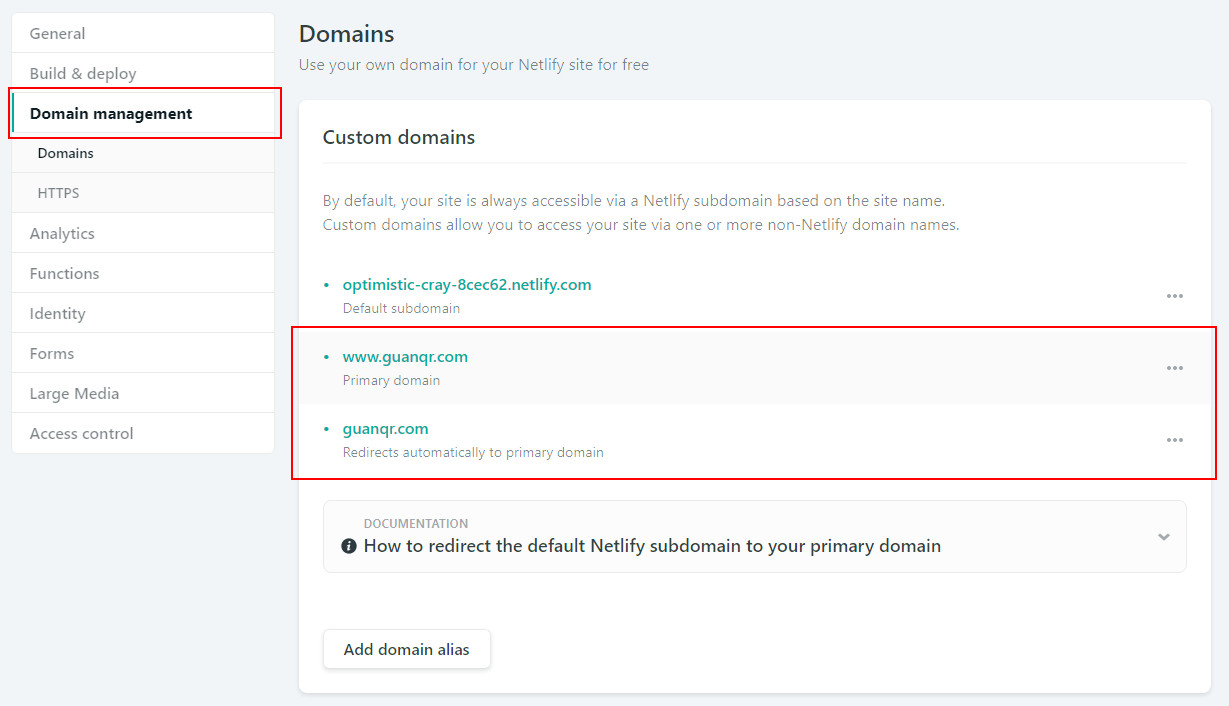 General
Build & deploy
Domain management
Domains
HTTPS
Analytics
Functions
Identity
Forms
Large Media
Access control
Domains
Use your own domain for your Netlify site for free
Custom domains
By default, your site is always accessible via a Netlify subdomain based on the site name.
Custom domains allow you to access your site via one or more non-Netlify domain names.
• optimistic-cray-8cec62.netlify.com
Default subdomain
• www.guanqr.com
Primary domain
• guanqr.com
Redirects automatically to primary domain
DOCUMENTATION
How to redirect the default Netlify subdomain to your primary domain
Add domain alias